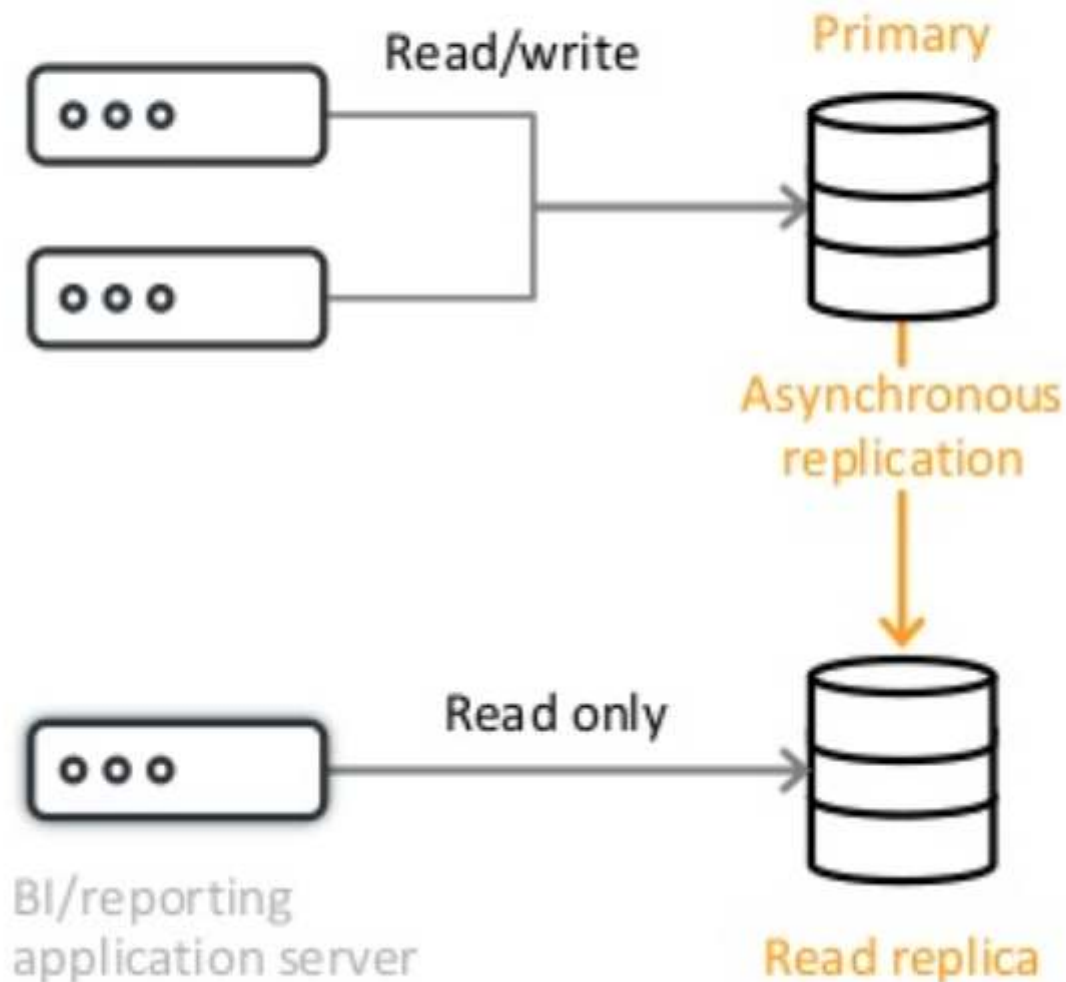 Primary
Read/write
Asynchronous
replication
Read only
BI/reporting
application server
Read replica